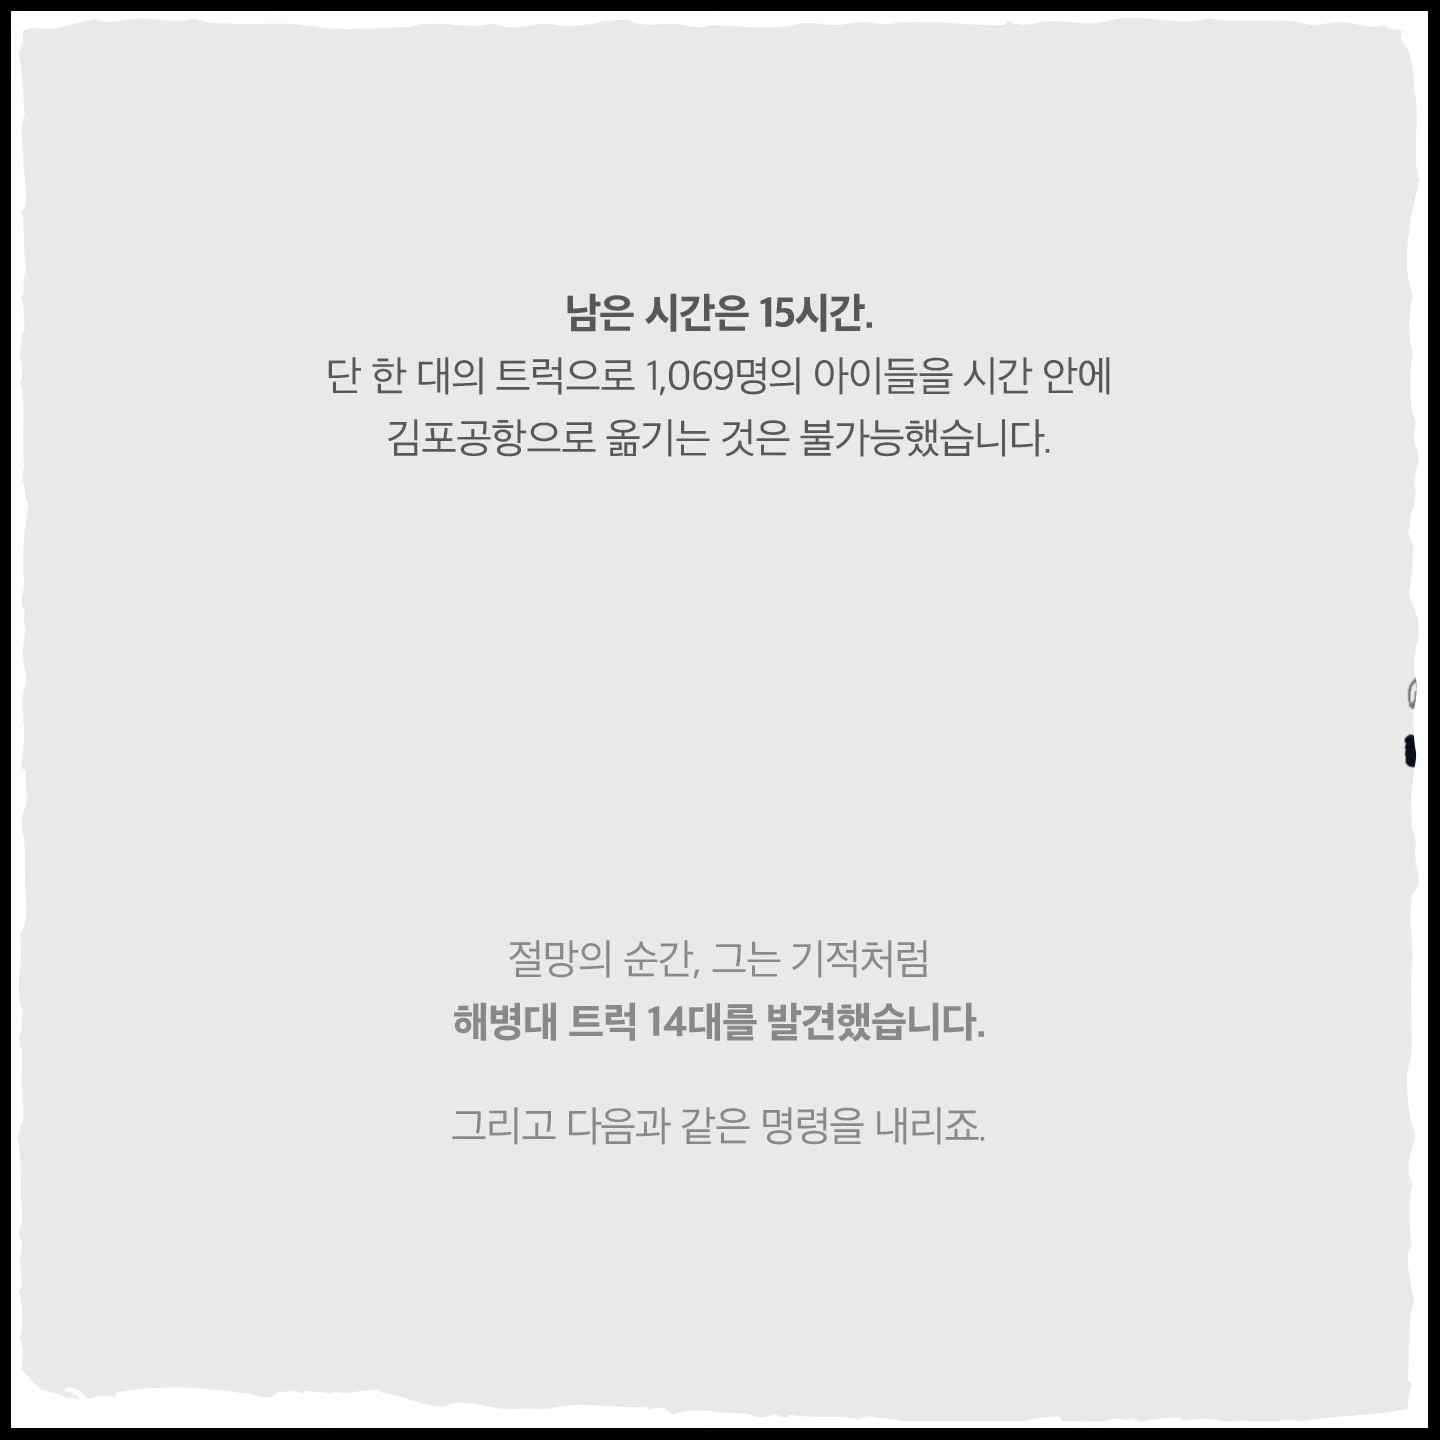 남은 시간은 15시간.
단 한 대의 트럭으로 1,069명의 아이들을 시간 안에
김포공항으로 옮기는 것은 불가능했습니다.
절망의 순간, 그는 기적처럼
해병대 트럭 14대를 발견했습니다.
그리고 다음과 같은 명령을 내리죠.